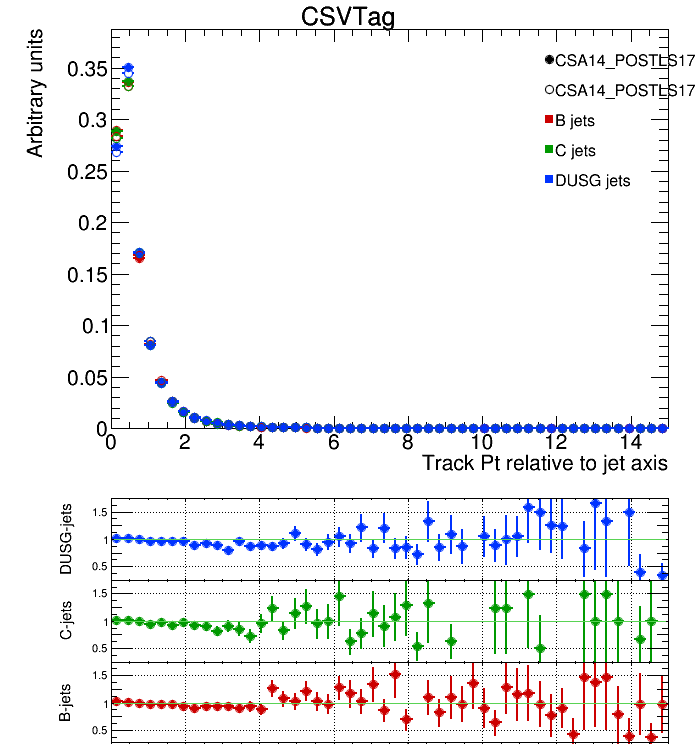 CSVTag
Arbitrary units
0.35
0.3
0.25
0.2
0.15
0.1
0.05
0
CSA14_POSTLS17
CSA14_POSTLS17
B jets
C jets
DUSG jets
0 2 4 6 8 10 12 14
Track Pt relative to jet axis
DUSG-jets
1.5
1
0.5
C-jets
1.5
1
0.5
B-jets
1.5
1
0.5